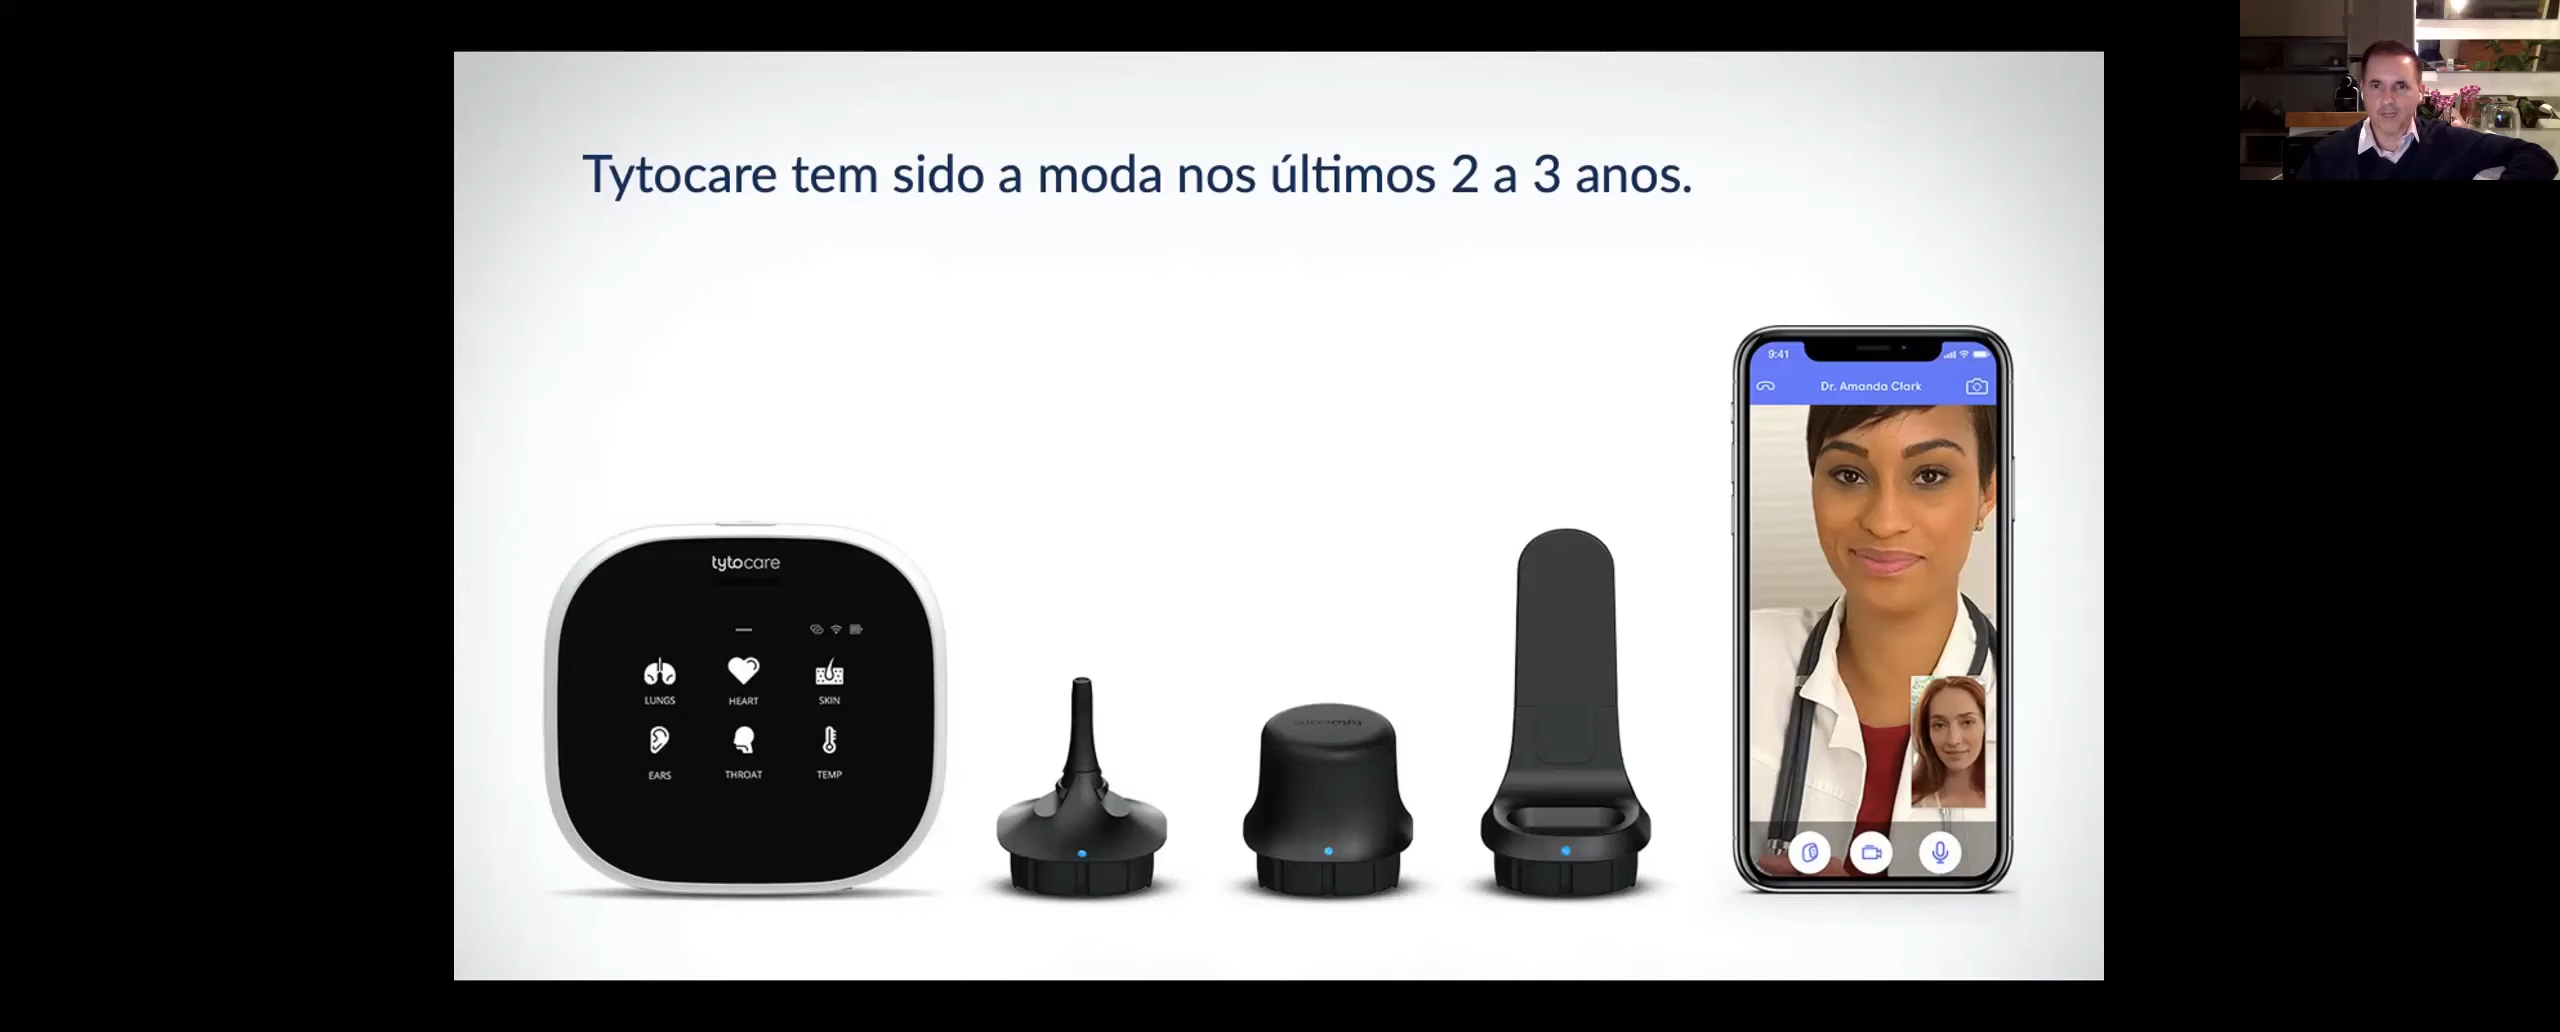 Tytocare tem sido a moda nos últimos 2 a 3 anos.
tytocare
LUNGS HEART SKIN
EARS THROAT TEMP
tytocare
9:41
Dr. Amanda Clark